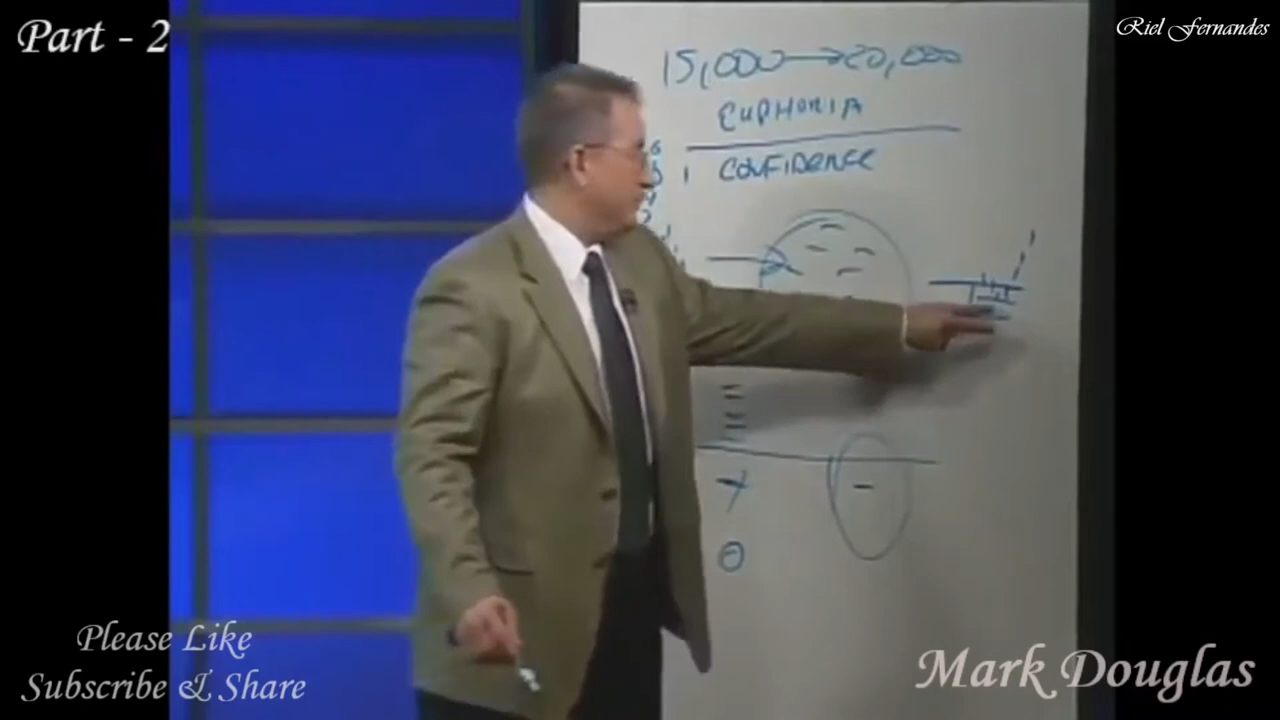 Part - 2
Riel Fernandes
15,000 → 20,000
EUPHORIA
CONFIDENCE
Please Like
Subscribe & Share
Mark Douglas